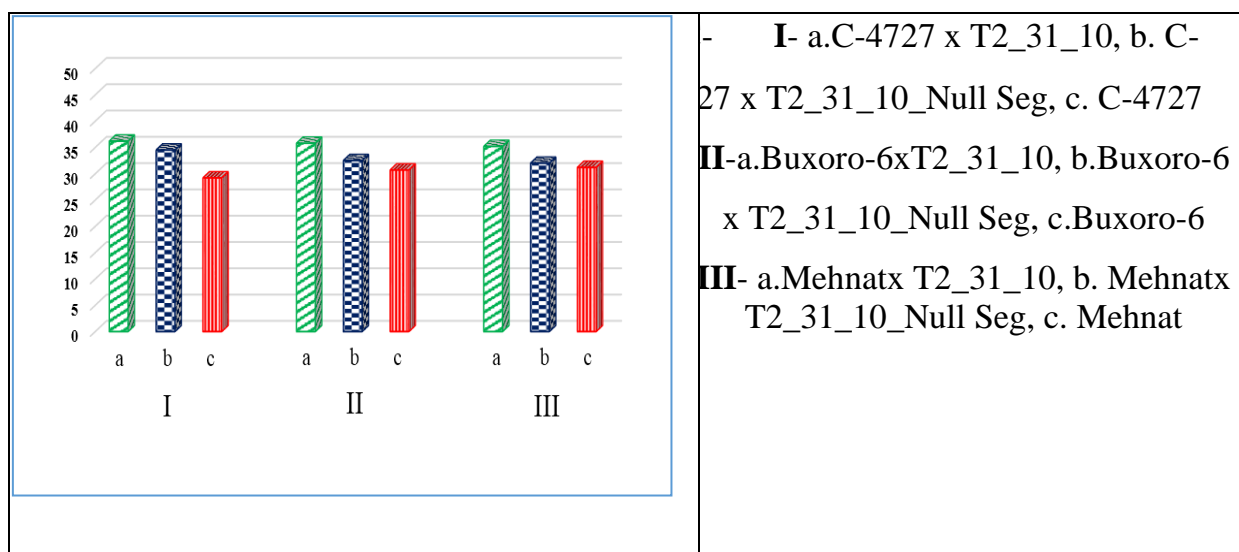 50
45
40
35
30
25
20
15
10
5
0
a b c a b c a b c
I II III
- I- a.C-4727 x T2_31_10, b. C-
27 x T2_31_10_Null Seg, c. C-4727
II-a.Buxoro-6xT2_31_10, b.Buxoro-6
x T2_31_10_Null Seg, c.Buxoro-6
III- a.Mehnatx T2_31_10, b. Mehnatx
T2_31_10_Null Seg, c. Mehnat